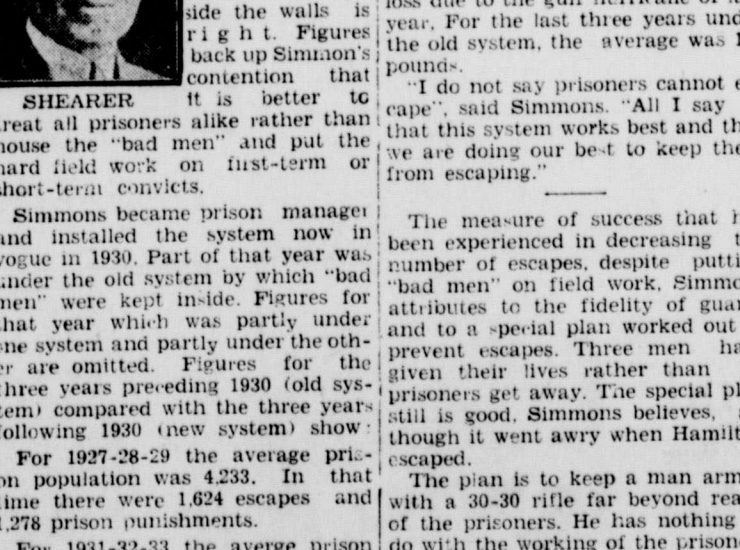 side the walls is
right. Figures
back up Simmon's
contention that
SHEARER it is better to
treat all prisoners alike rather than
house the "bad men" and put the
hard field work on first-term or
short-term convicts.
Simmons became prison manager
and installed the system now in
vogue in 1930. Part of that year was
under the old system by which "bad
men" were kept inside. Figures for
that year which was partly under
one system and partly under the oth-
er are omitted. Figures for the
three years preceding 1930 (old sys-
tem) compared with the three years
following 1930 (new system) show:
For 1927-28-29 the average pris-
on population was 4,233. In that
time there were 1,624 escapes and
1,278 prison punishments.
For 1931-32-33 the averge prison
loss due to the
year. For the last three years
the old system, the average was
pounds.
"I do not say prisoners cannot
cape", said Simmons. "All I say
that this system works best and
we are doing our best to keep
from escaping."
The measure of success that
been experienced in decreasing
number of escapes, despite
"bad men" on field work,
attributes to the fidelity of
and to a special plan worked out
prevent escapes. Three men
given their lives rather than
prisoners get away. The special
still is good, Simmons believes,
though it went awry when
escaped.
The plan is to keep a man
with a 30-30 rifle far beyond
of the prisoners. He has nothing
do with the working of the